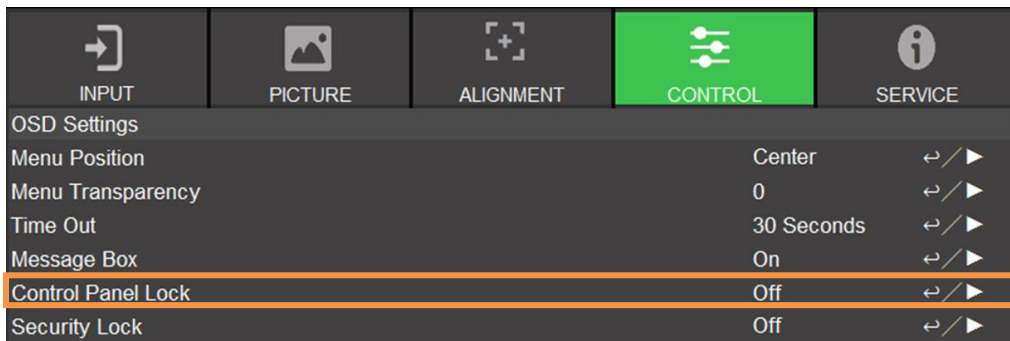 INPUT PICTURE ALIGNMENT CONTROL SERVICE
OSD Settings
Menu Position Center
Menu Transparency 0
Time Out 30 Seconds
Message Box On
Control Panel Lock Off
Security Lock Off